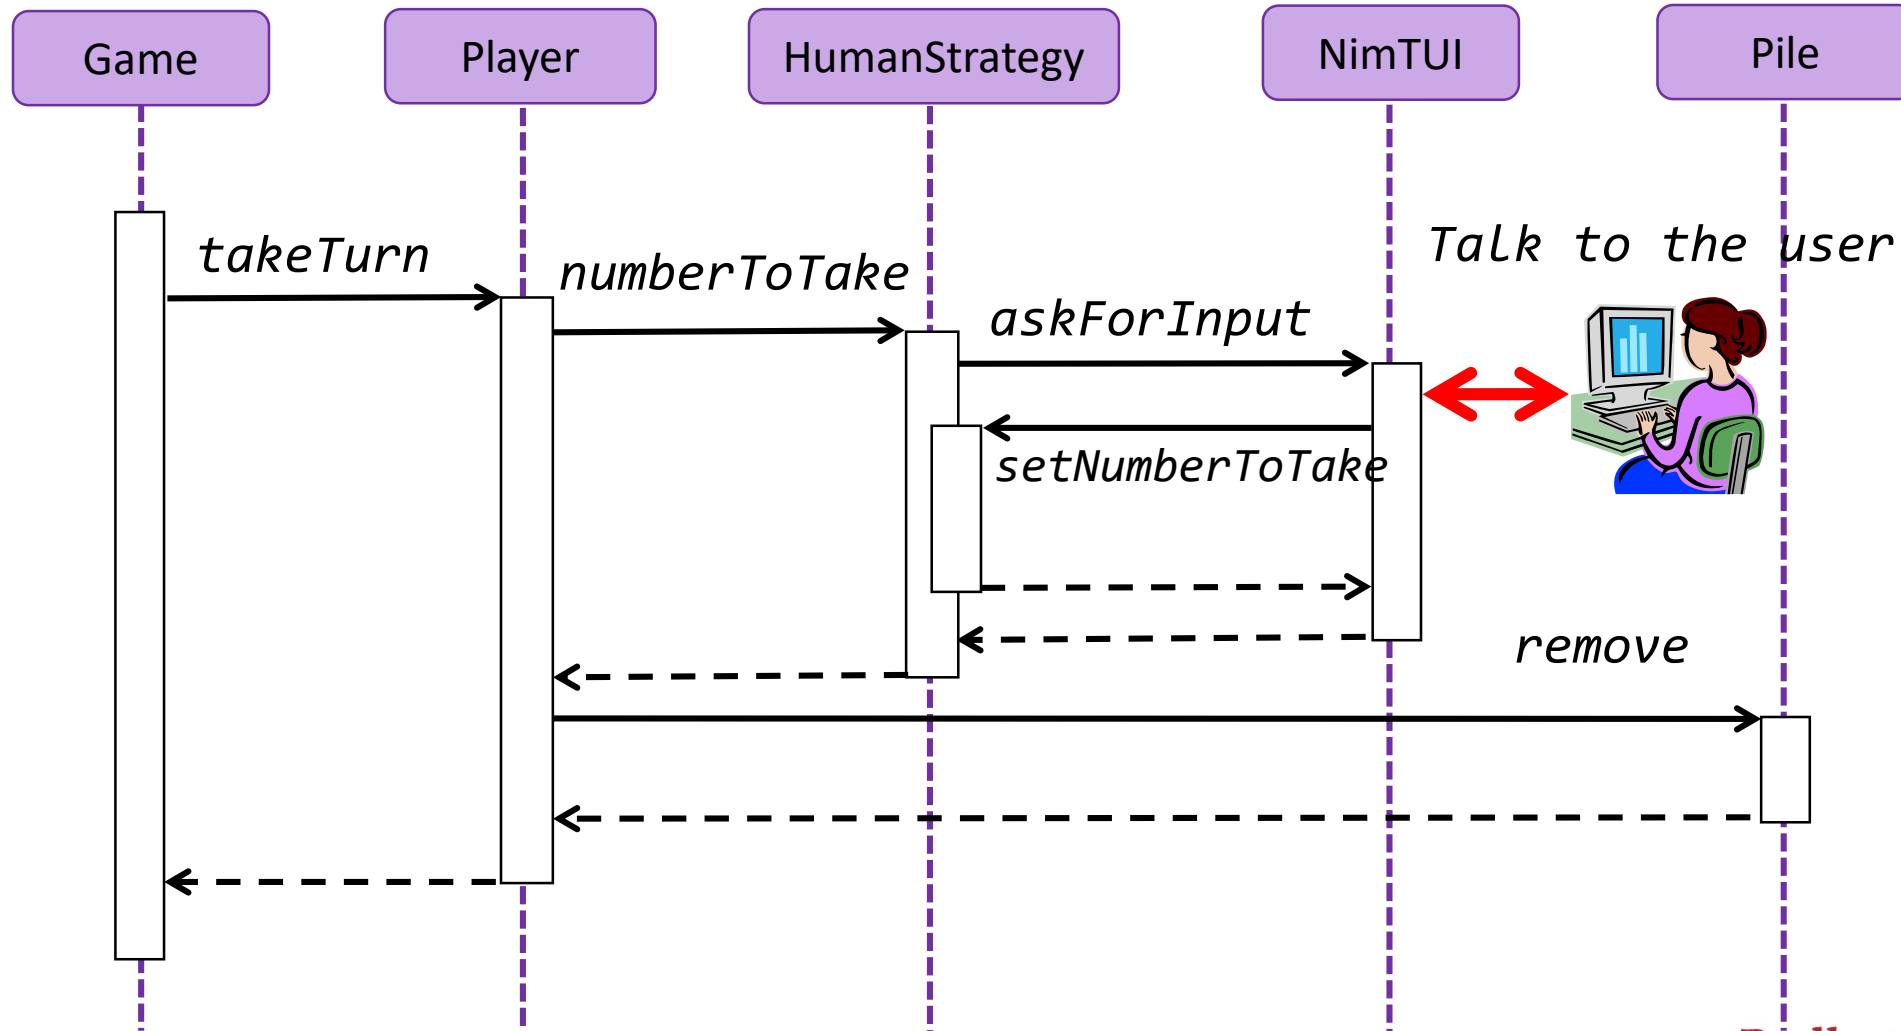 Game
Player
HumanStrategy
NimTUI
Pile
takeTurn
numberToTake
askForInput
Talk to the user
setNumberToTake
remove